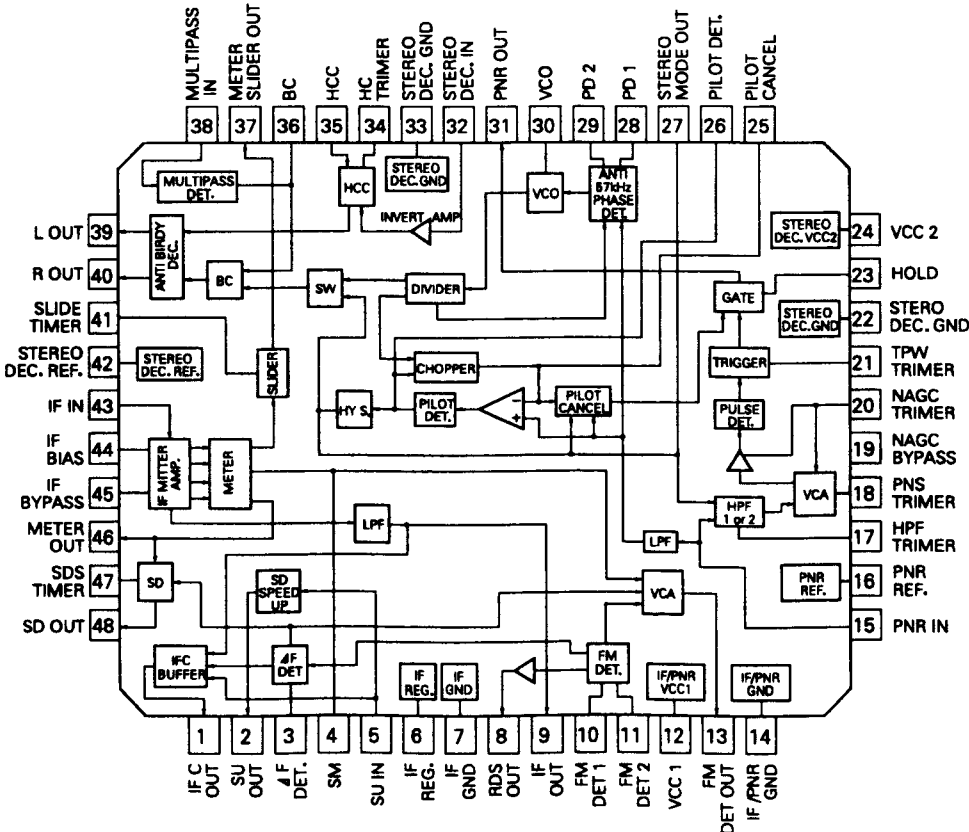 MULTIPASS
IN
METER
SLIDER OUT
BC
HCC
HC
TRIMER
STEREO
DEC. GND
STEREO
DEC. IN
PNR OUT
VCO
PD 2
PD 1
STEREO
MODE OUT
PILOT DET.
PILOT
CANCEL
38
37
36
35
34
33
32
31
30
29
28
27
26
25
MULTIPASS
DET.
HCC
STEREO
DEC.GND
INVERT AMP
VCO
ANTI
67kHz
PHASE
DET.
STEREO
DEC. VCC2
L OUT
39
ANTI BIRDY
DEC.
24
VCC 2
R OUT
40
BC
SW
DIVIDER
GATE
23
HOLD
SLIDE
TIMER
41
STEREO
DEC.GND
22
STERO
DEC. GND
STEREO
DEC. REF.
42
STEREO
DEC. REF.
SLIDER
CHOPPER
TRIGGER
21
TPW
TRIMER
IF IN
43
HY S.
PILOT
DET.
−
+
PILOT
CANCEL
PULSE
DET.
20
NAGC
TRIMER
IF
BIAS
44
IF MITTER
AMP.
METER
19
NAGC
BYPASS
IF
BYPASS
45
VCA
18
PNS
TRIMER
METER
OUT
46
LPF
HPF
1 or 2
LPF
17
HPF
TRIMER
SDS
TIMER
47
SD
SD
SPEED
UP
VCA
PNR
REF.
16
PNR
REF.
SD OUT
48
15
PNR IN
IFC
BUFFER
⊿F
DET
IF
REG.
IF
GND
FM
DET.
IF/PNR
VCC1
IF/PNR
GND
1
2
3
4
5
6
7
8
9
10
11
12
13
14
IF C
OUT
SU
OUT
⊿F
DET.
SM
SU IN
IF
REG.
IF
GND
RDS
OUT
IF
OUT
FM
DET 1
FM
DET 2
VCC 1
FM
DET OUT
IF /PNR
GND